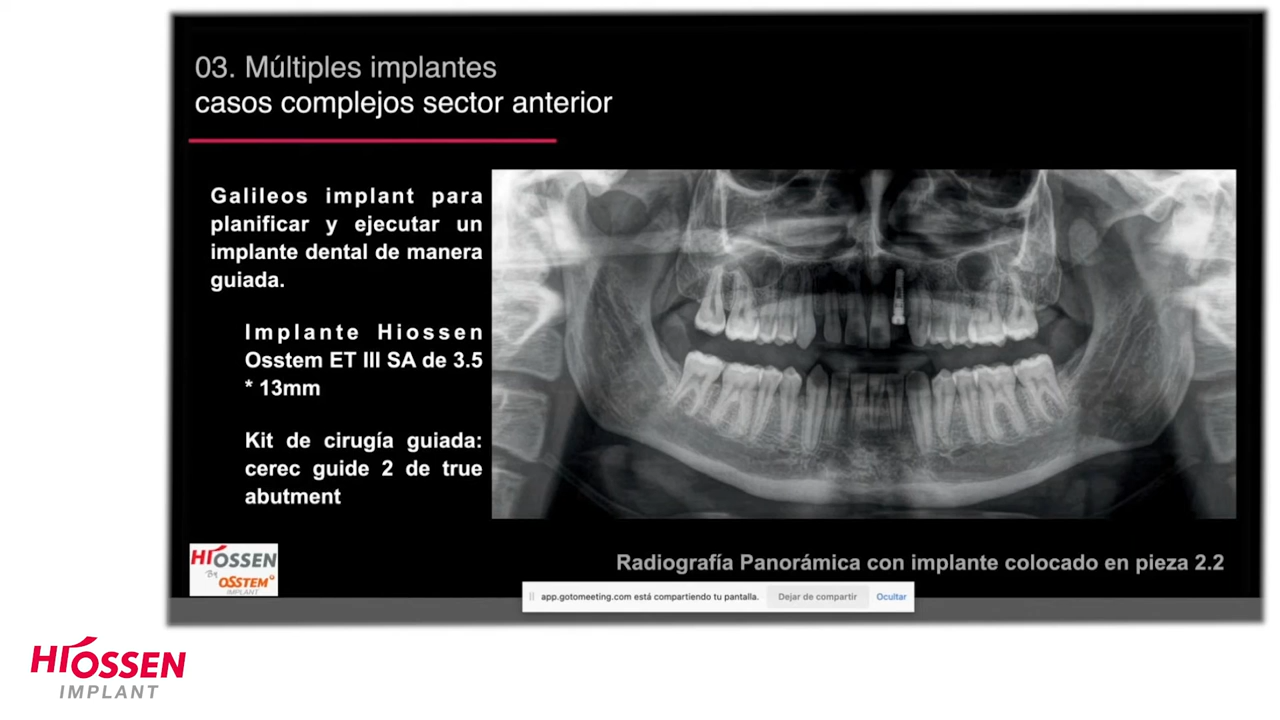 03. Múltiples implantes
casos complejos sector anterior
Galileos implant para
planificar y ejecutar un
implante dental de manera
guiada.
Implante Hiossen
Osstem ET III SA de 3.5
* 13mm
Kit de cirugía guiada:
cerec guide 2 de true
abutment
HIOSSEN
By
OSSTEM
IMPLANT
Radiografía Panorámica con implante colocado en pieza 2.2
app.gotomeeting.com está compartiendo tu pantalla. Dejar de compartir Ocultar
HIOSSEN
IMPLANT